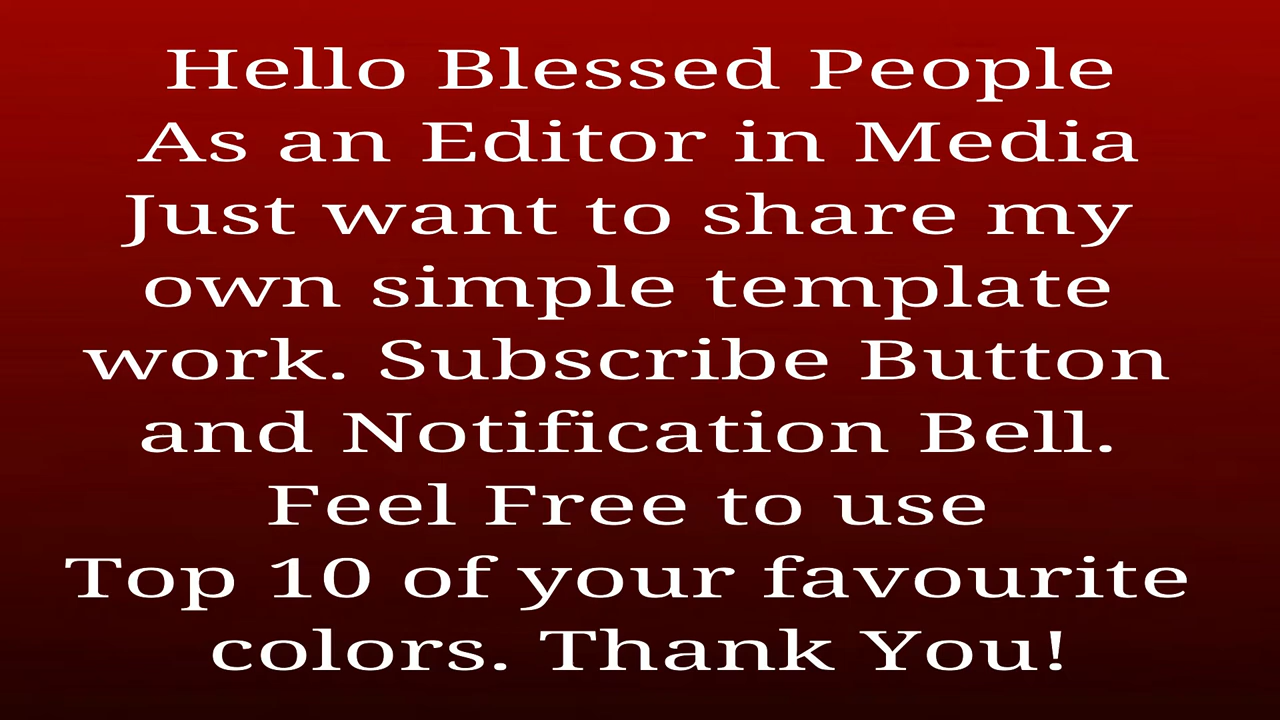 Hello Blessed People
As an Editor in Media
Just want to share my
own simple template
work. Subscribe Button
and Notification Bell.
Feel Free to use
Top 10 of your favourite
colors. Thank You!